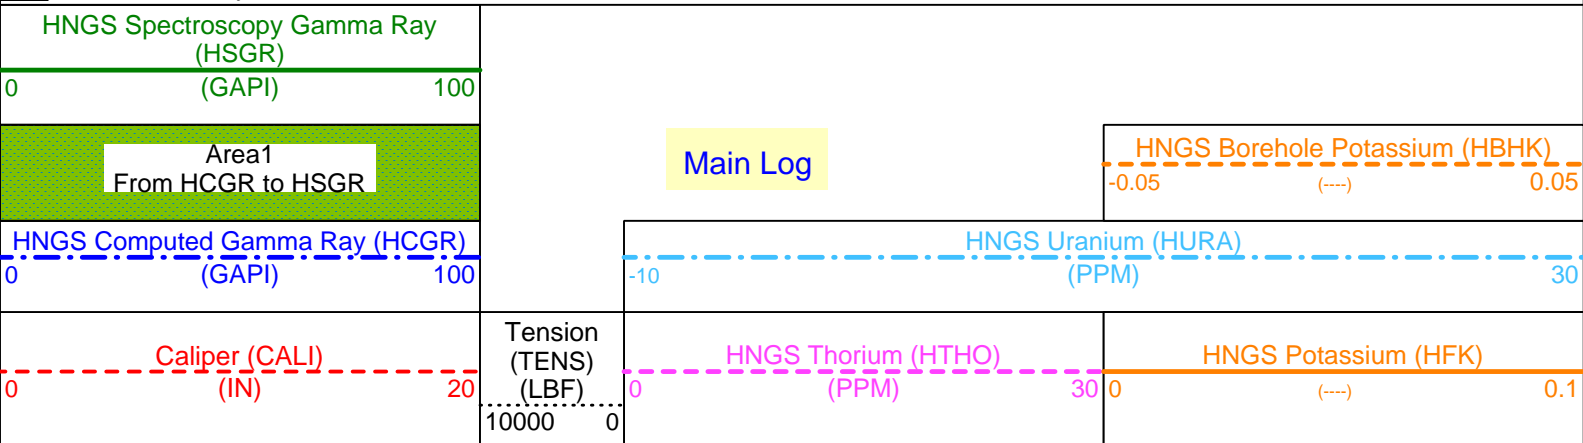 HNGS Spectroscopy Gamma Ray
(HSGR)
0 (GAPI) 100
Area1
From HCGR to HSGR
Main Log
HNGS Borehole Potassium (HBHK)
-0.05 (----) 0.05
HNGS Computed Gamma Ray (HCGR)
0 (GAPI) 100
HNGS Uranium (HURA)
-10 (PPM) 30
Caliper (CALI)
0 (IN) 20
Tension
(TENS)
(LBF)
10000 0
HNGS Thorium (HTHO)
0 (PPM) 30
HNGS Potassium (HFK)
0 (----) 0.1